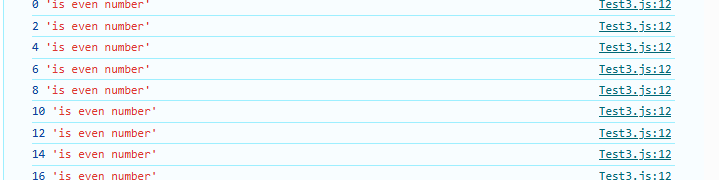 0 'is even number' Test3.js:12
2 'is even number' Test3.js:12
4 'is even number' Test3.js:12
6 'is even number' Test3.js:12
8 'is even number' Test3.js:12
10 'is even number' Test3.js:12
12 'is even number' Test3.js:12
14 'is even number' Test3.js:12
16 'is even number' Test3.js:12